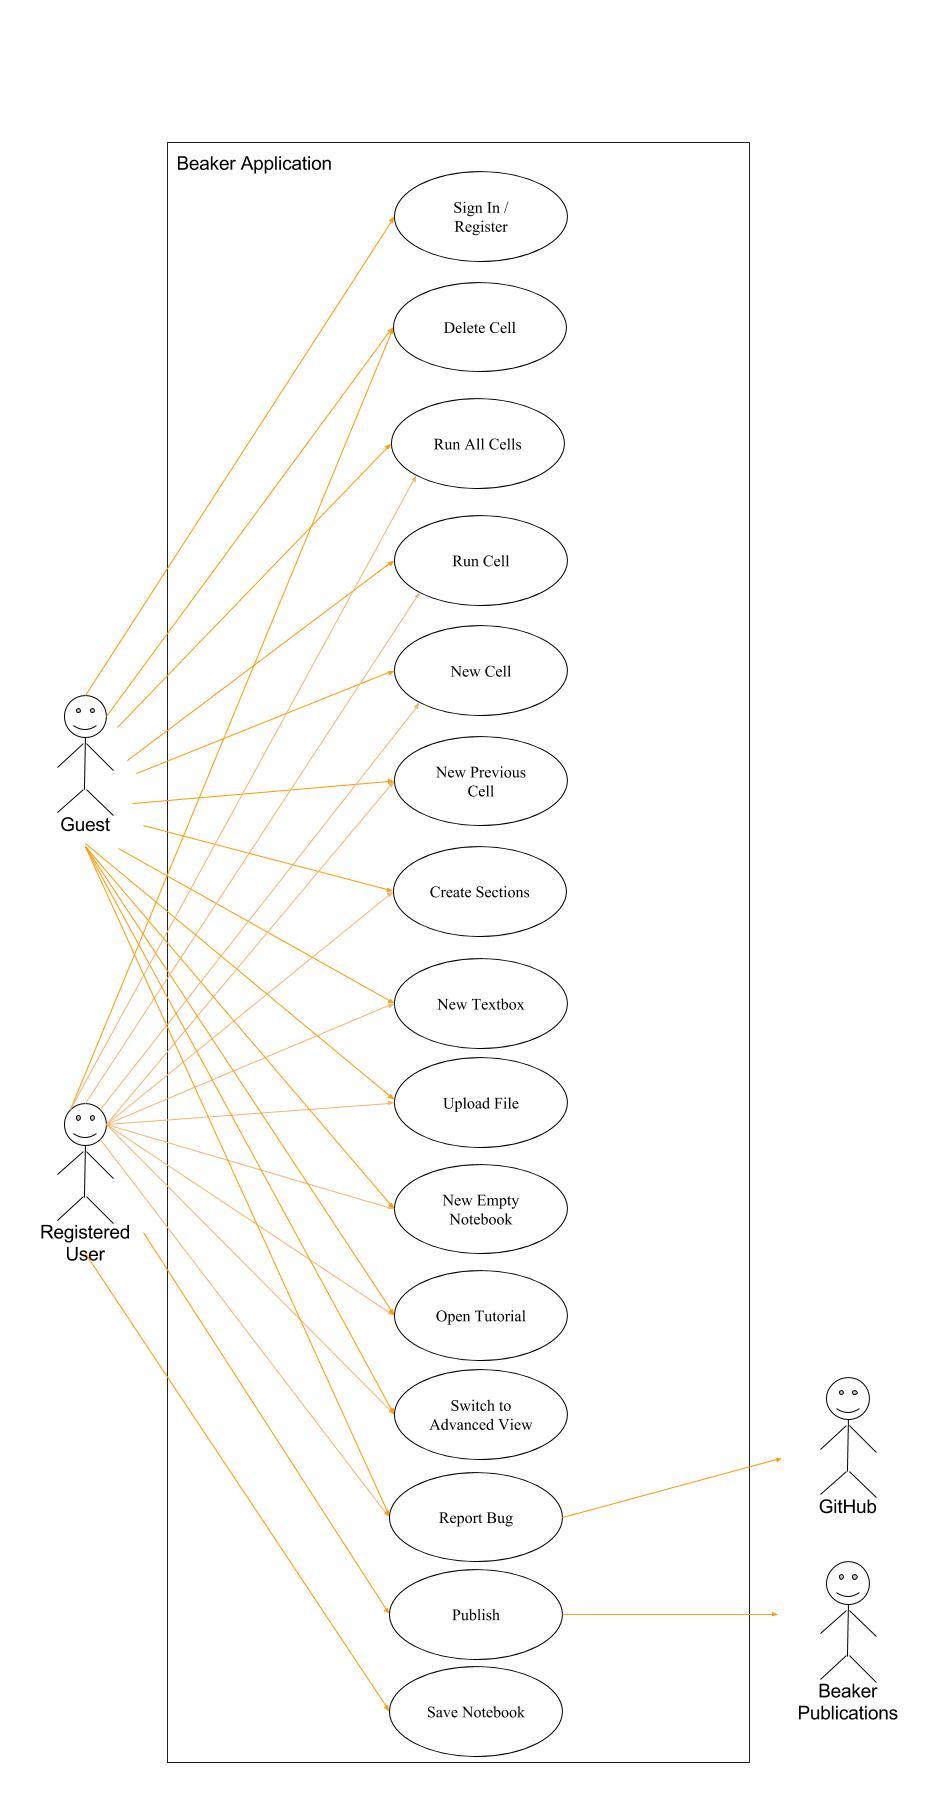 Beaker Application
Sign In /
Register
Delete Cell
Run All Cells
Run Cell
New Cell
New Previous
Cell
Guest
Create Sections
New Textbox
Upload File
New Empty
Notebook
Registered
User
Open Tutorial
Switch to
Advanced View
Report Bug
GitHub
Publish
Beaker
Publications
Save Notebook